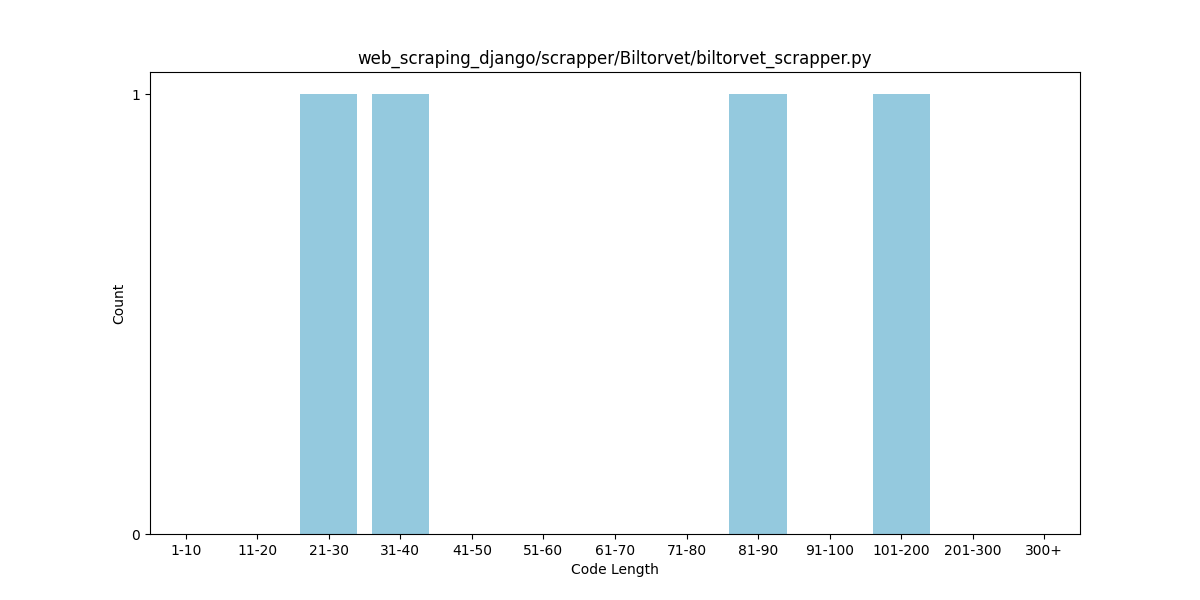 web_scraping_django/scrapper/Biltorvet/biltorvet_scrapper.py
1
Count
0
1-10 11-20 21-30 31-40 41-50 51-60 61-70 71-80 81-90 91-100 101-200 201-300 300+
Code Length